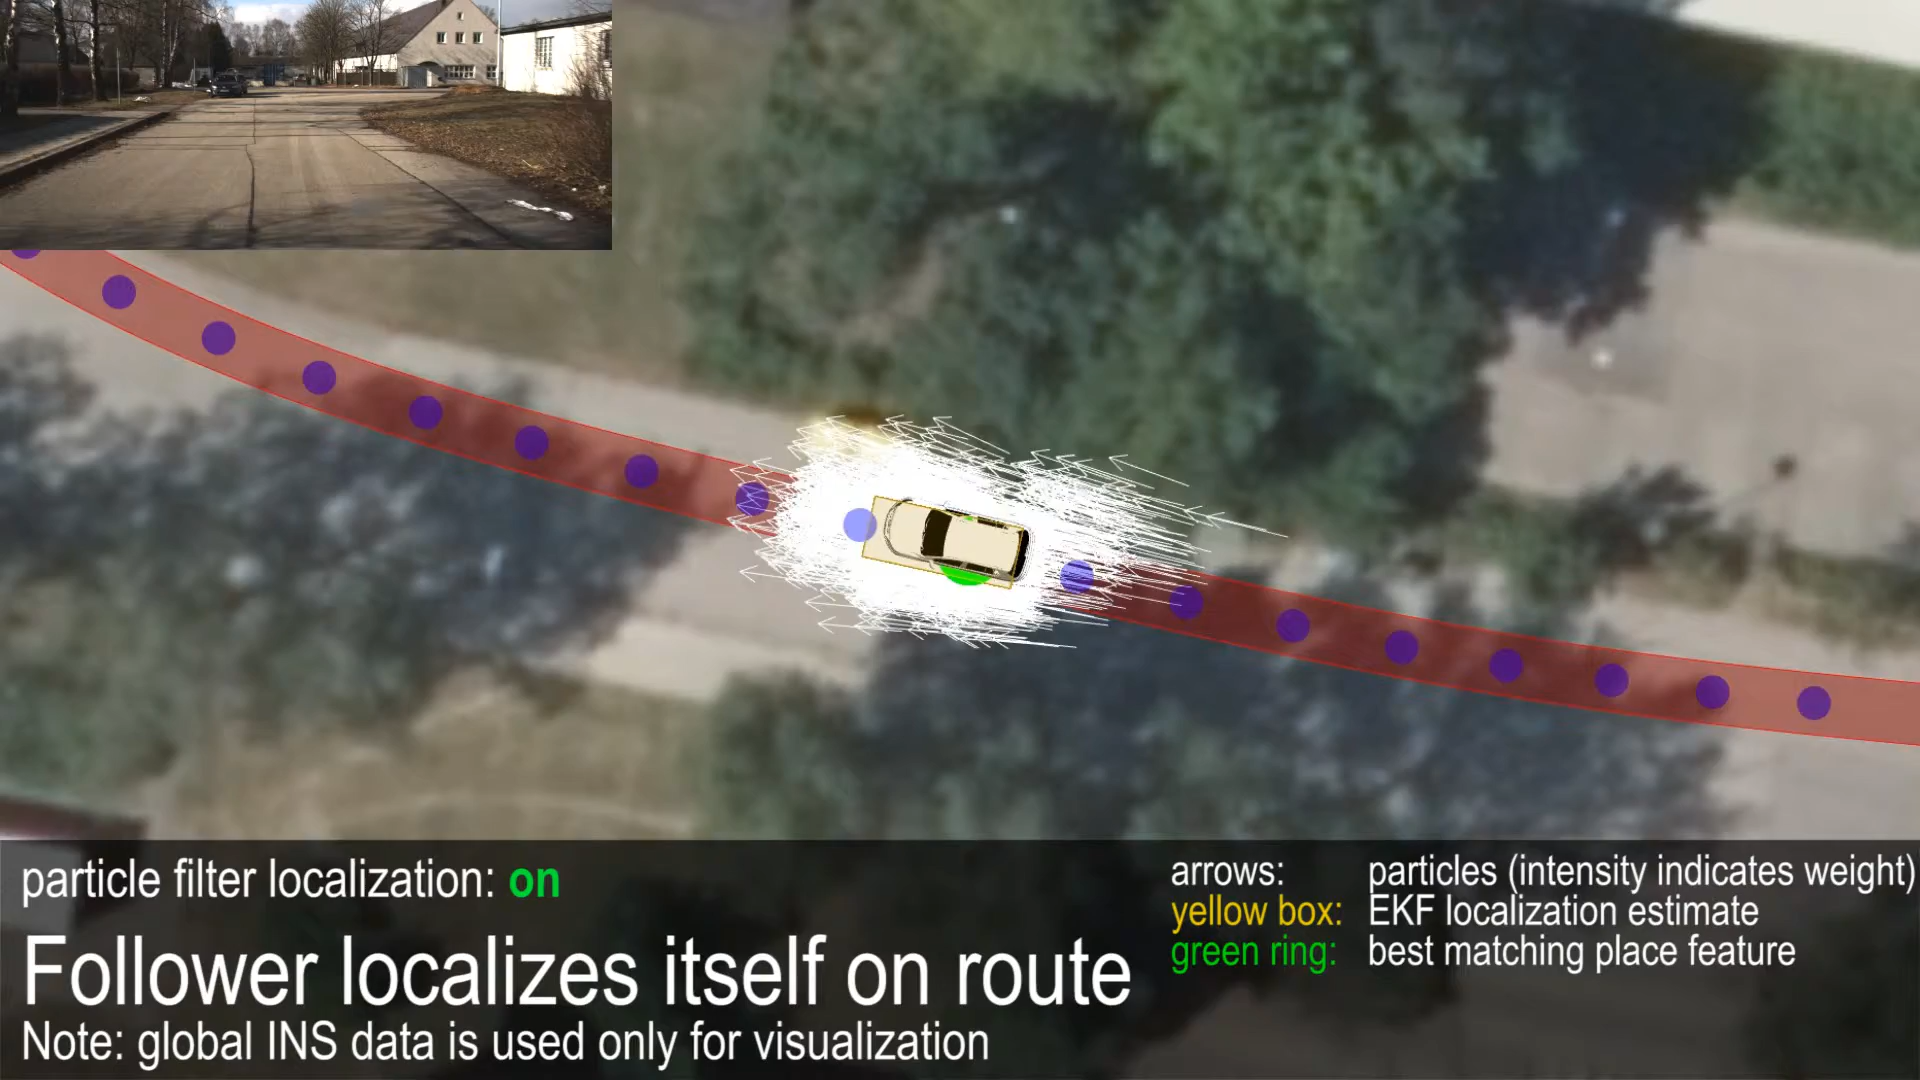 particle filter localization: on
Follower localizes itself on route
Note: global INS data is used only for visualization
arrows: particles (intensity indicates weight)
yellow box: EKF localization estimate
green ring: best matching place feature